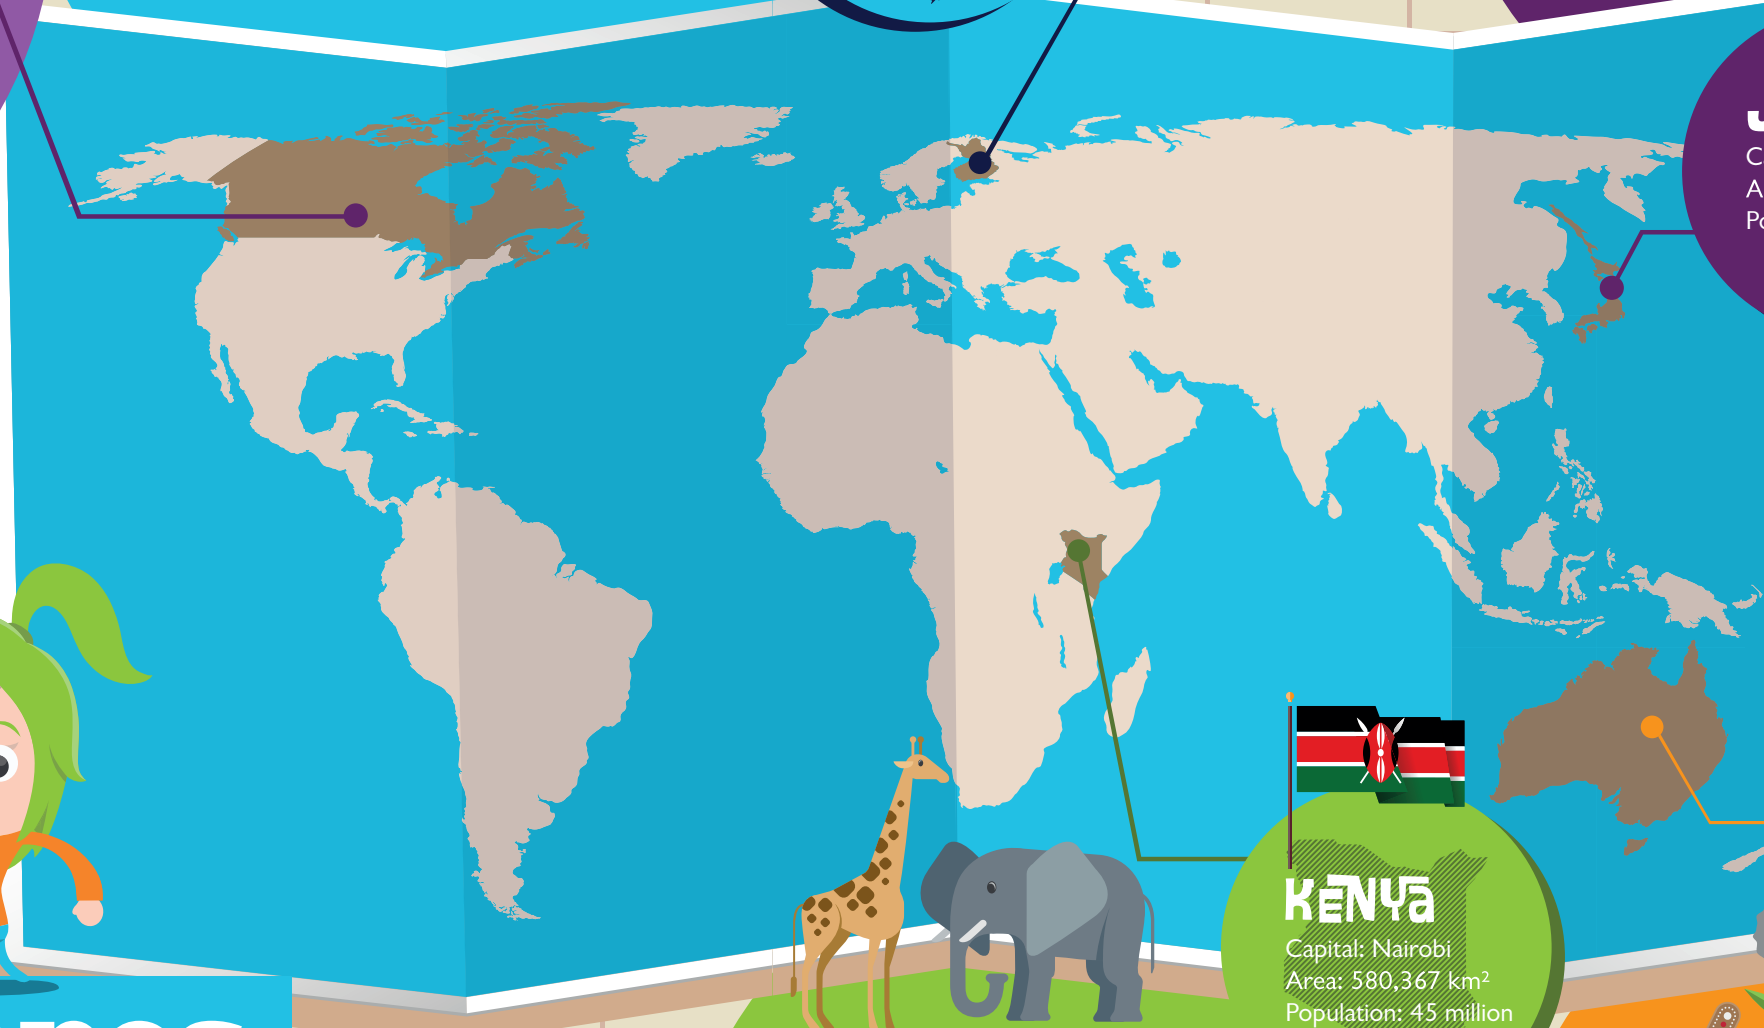 KENYa
Capital: Nairobi
Area: 580,367 km²
Population: 45 million